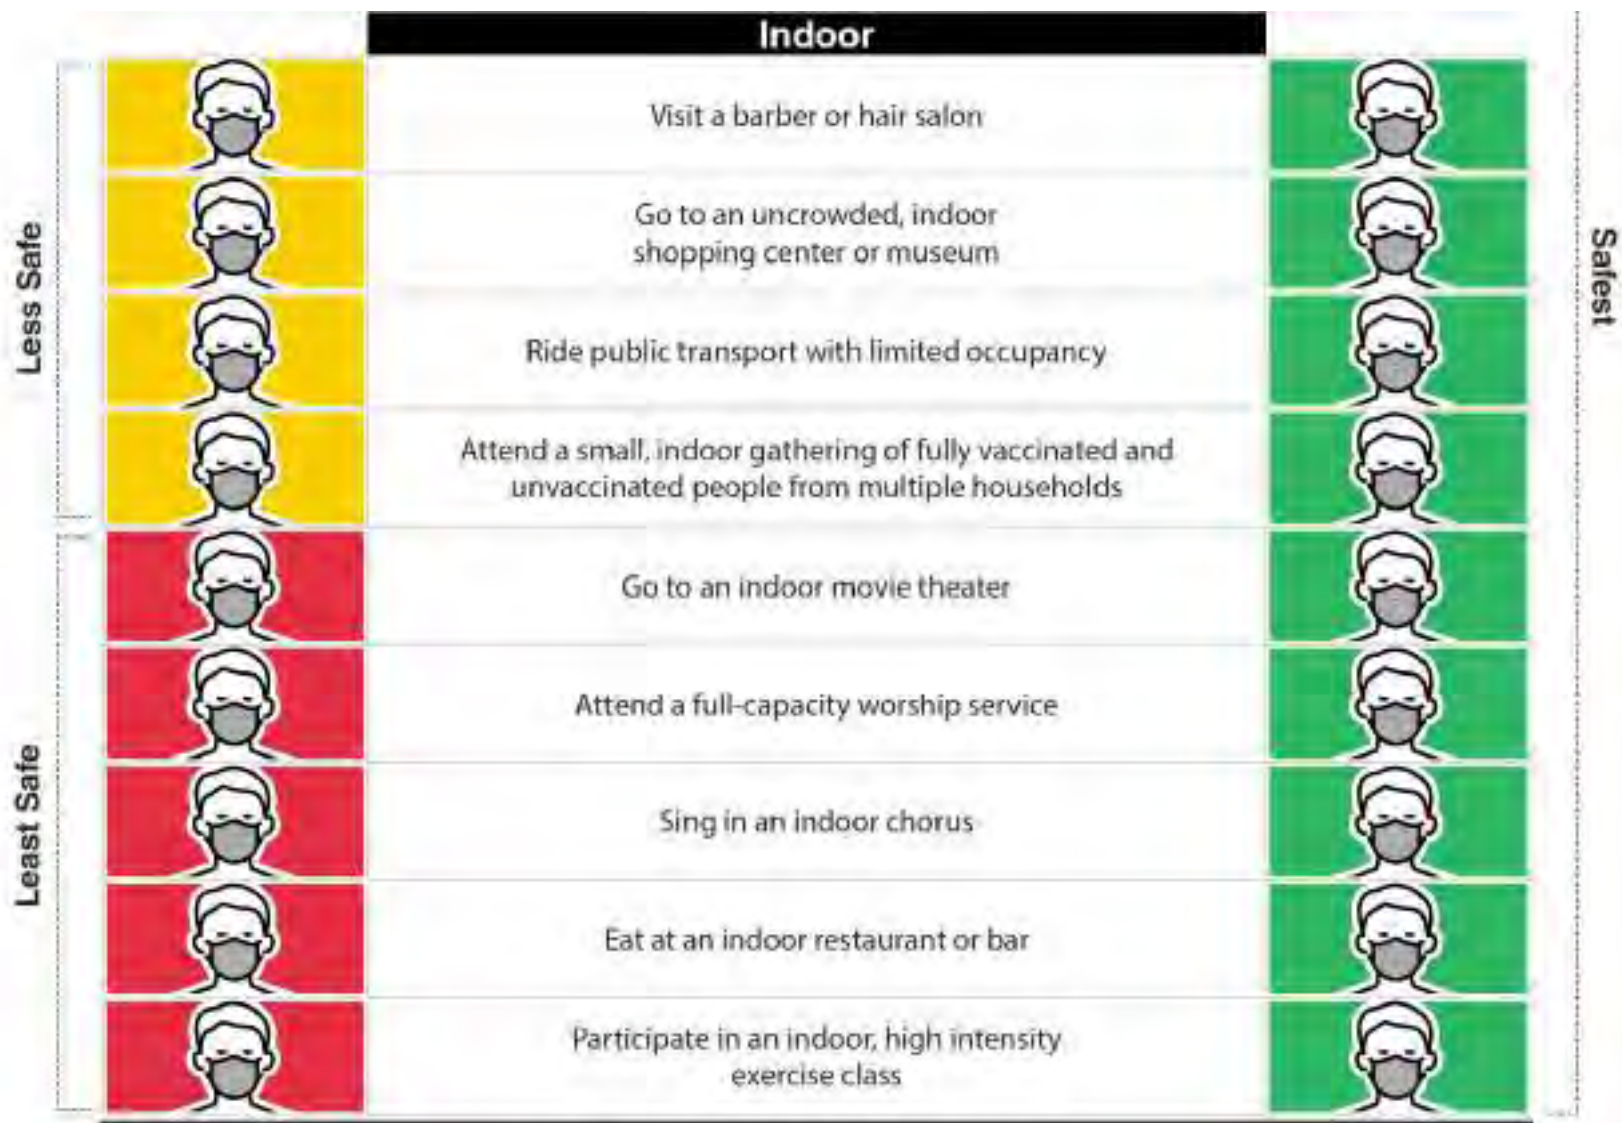 Indoor
Less Safe
Visit a barber or hair salon
Go to an uncrowded, indoor
shopping center or museum
Ride public transport with limited occupancy
Attend a small, indoor gathering of fully vaccinated and
unvaccinated people from multiple households
Least Safe
Go to an indoor movie theater
Attend a full-capacity worship service
Sing in an indoor chorus
Eat at an indoor restaurant or bar
Participate in an indoor, high intensity
exercise class
Safest